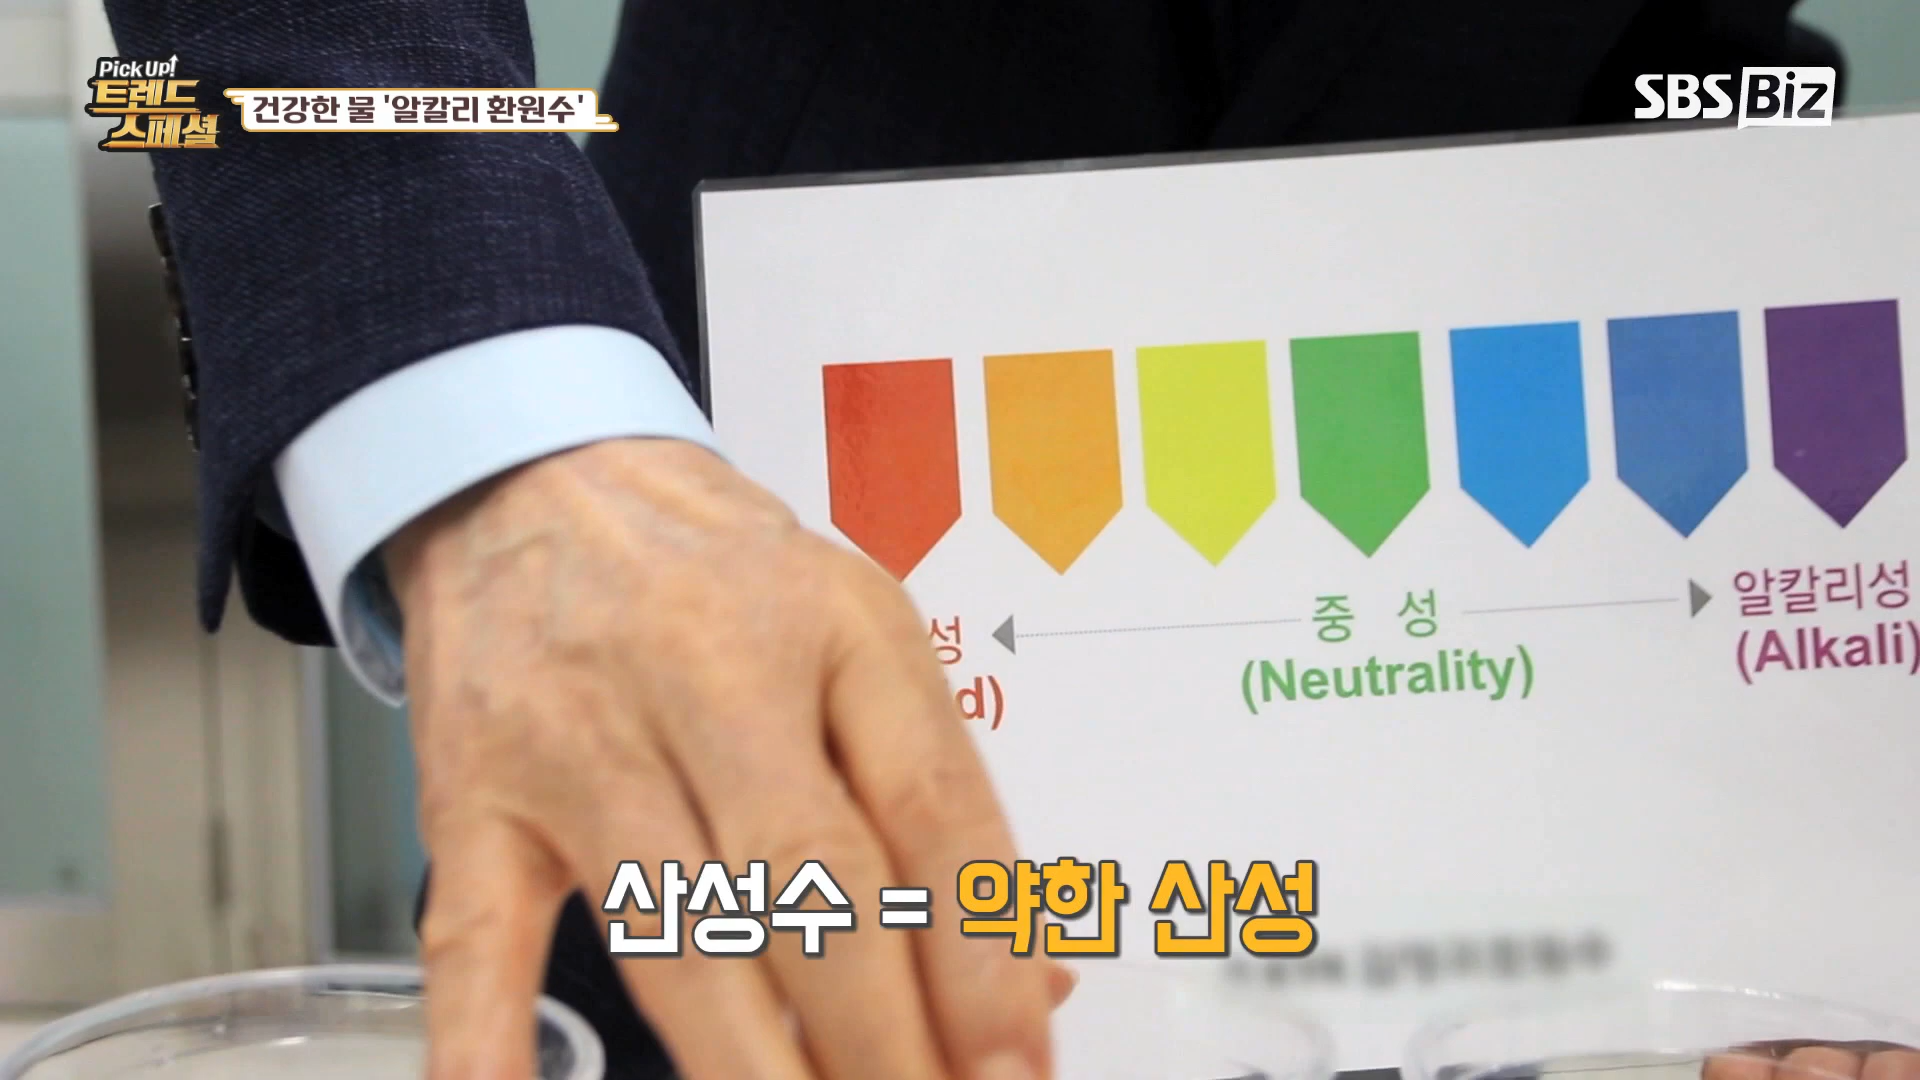 Pick Up!
트렌드
스페셜
건강한 물 '알칼리 환원수'
SBS Biz
성
중 성
알칼리성
d)
(Neutrality)
(Alkali)
산성수 = 약한 산성